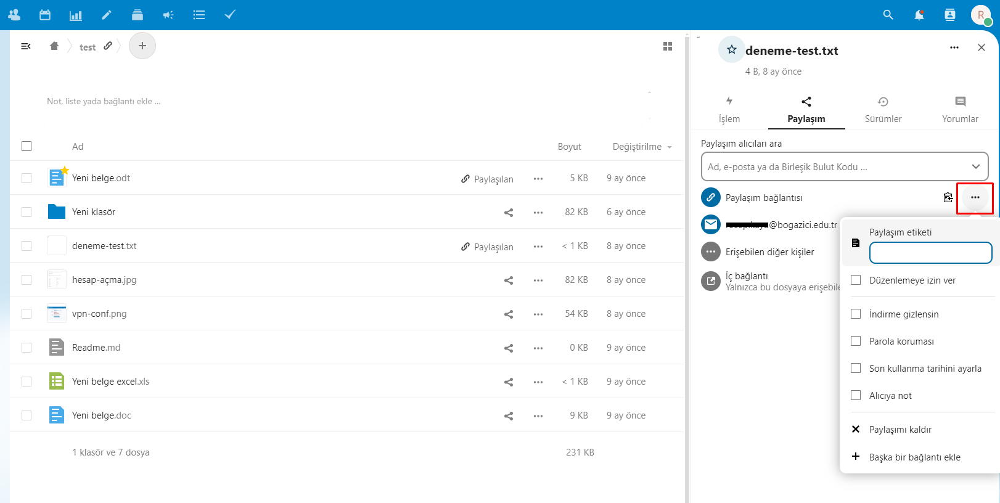 R
test
Not, liste yada bağlantı ekle ...
Ad Boyut Değiştirilme
Yeni belge.odt Paylaşılan 5 KB 9 ay önce
Yeni klasör 82 KB 6 ay önce
deneme-test.txt Paylaşılan < 1 KB 8 ay önce
hesap-açma.jpg 82 KB 8 ay önce
vpn-conf.png 54 KB 8 ay önce
Readme.md 0 KB 9 ay önce
Yeni belge excel.xls < 1 KB 9 ay önce
Yeni belge.doc 9 KB 9 ay önce
1 klasör ve 7 dosya 231 KB
deneme-test.txt
4 B, 8 ay önce
İşlem Paylaşım Sürümler Yorumlar
Paylaşım alıcıları ara
Ad, e-posta ya da Birleşik Bulut Kodu ...
Paylaşım bağlantısı
@bogazici.edu.tr
Erişebilen diğer kişiler
İç bağlantı
Yalnızca bu dosyaya erişebile
Paylaşım etiketi
Düzenlemeye izin ver
İndirme gizlensin
Parola koruması
Son kullanma tarihini ayarla
Alıcıya not
Paylaşımı kaldır
Başka bir bağlantı ekle